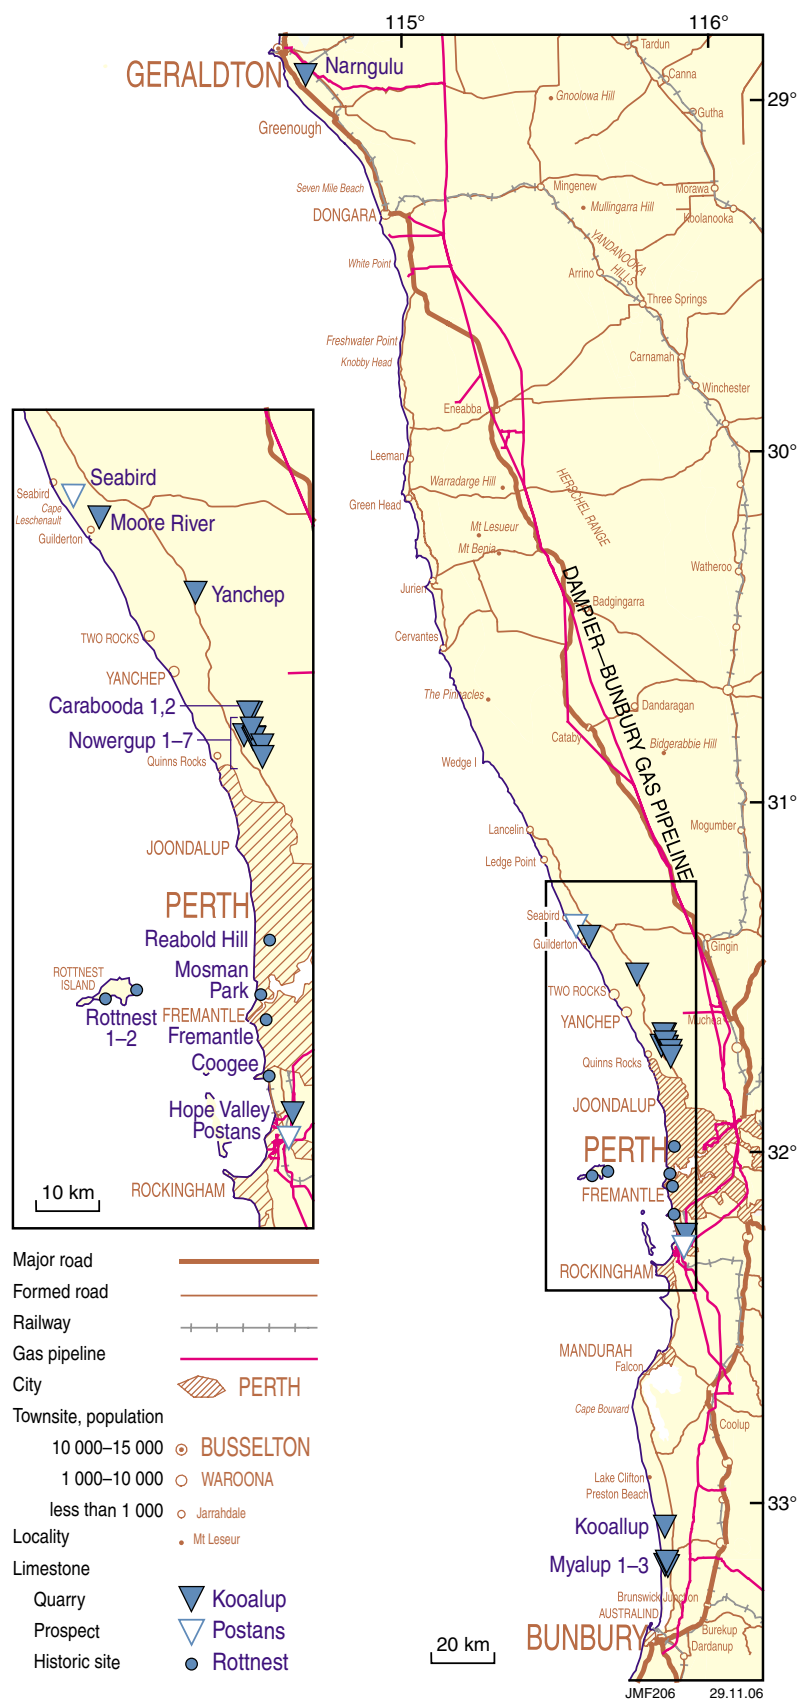 115°
116°
Tardun
Canna
Narngulu
GERALDTON
Gnoolowa Hill
29°
Gutha
Greenough
Seven Mile Beach
Mingenew
Morawa
Mullingarra Hill
DONGARA
Koolanooka
YANDANOOKA
HILLS
White Point
Arrino
Three Springs
Freshwater Point
Knobby Head
Carnamah
Winchester
Eneabba
30°
Leeman
Warradarge Hill
HERSCHEL RANGE
Green Head
Mt Lesueur
Mt Benia
Watheroo
Jurien
DAMPIER—BUNBURY GAS PIPELINE
Badgingarra
Cervantes
The Pinnacles
Dandaragan
Cataby
Bidgerabbie Hill
Wedge I
31°
Lancelin
Mogumber
Ledge Point
Seabird
Guilderton
Gingin
TWO ROCKS
YANCHEP
Muchea
Quinns Rocks
JOONDALUP
PERTH
32°
FREMANTLE
ROCKINGHAM
MANDURAH
Falcon
Cape Bouvard
Coolup
Lake Clifton
Preston Beach
33°
Kooallup
Myalup 1–3
Brunswick Junction
AUSTRALIND
BUNBURY
Burekup
Dardanup
20 km
JMF206
29.11.06
Seabird
Seabird
Cape
Leschenault
Moore River
Guilderton
Yanchep
TWO ROCKS
YANCHEP
Carabooda 1,2
Nowergup 1–7
Quinns Rocks
JOONDALUP
PERTH
Reabold Hill
Mosman
Park
ROTTNEST
ISLAND
Rottnest
1–2
FREMANTLE
Fremantle
Coogee
Hope Valley
Postans
ROCKINGHAM
10 km
Major road
Formed road
Railway
Gas pipeline
City PERTH
Townsite, population
10 000–15 000 BUSSELTON
1 000–10 000 WAROONA
less than 1 000 Jarrahdale
Locality Mt Leseur
Limestone
Quarry Kooalup
Prospect Postans
Historic site Rottnest